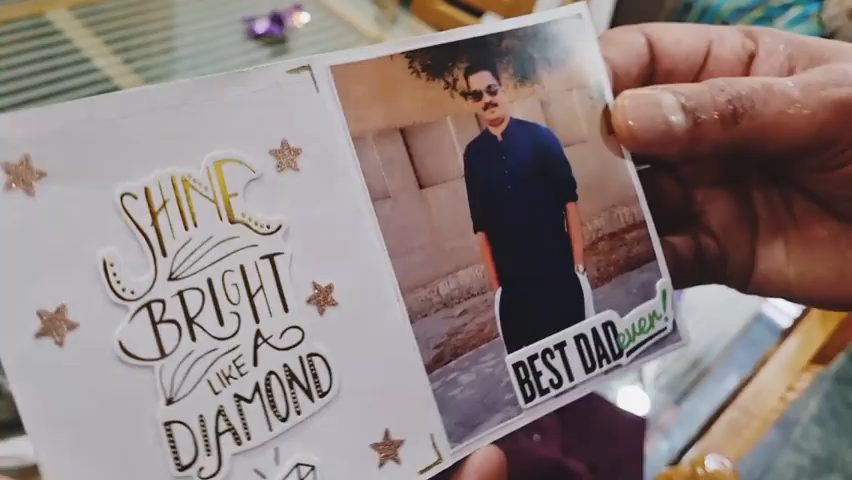 SHINE
BRIGHT
LIKE A
DIAMOND
BEST DAD ever!